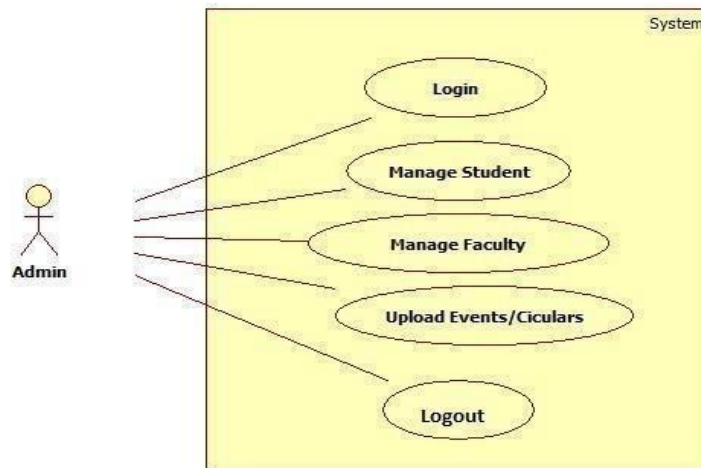 System
Login
Manage Student
Manage Faculty
Admin
Upload Events/Ciculars
Logout